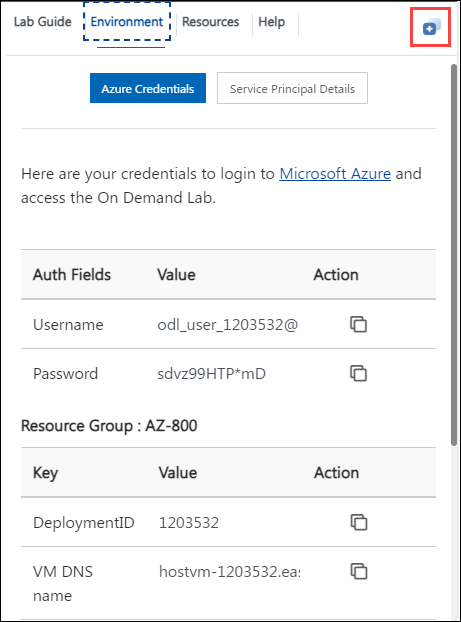 Lab Guide Environment Resources Help
Azure Credentials Service Principal Details
Here are your credentials to login to Microsoft Azure and
access the On Demand Lab.
Auth Fields Value Action
Username odl_user_1203532@
Password sdvz99HTP*mD
Resource Group : AZ-800
Key Value Action
DeploymentID 1203532
VM DNS hostvm-1203532.eas
name